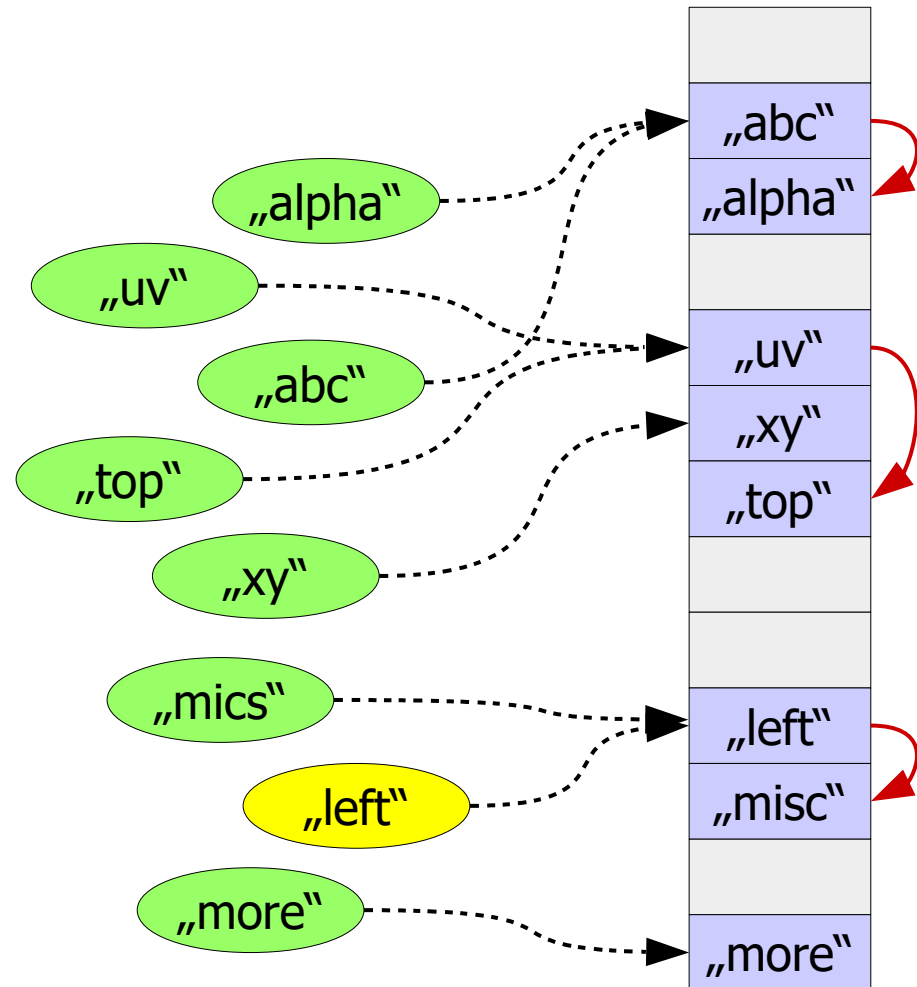 „abc“
„alpha“
„alpha“
„uv“
„uv“
„abc“
„xy“
„top“
„top“
„xy“
„mics“
„left“
„left“
„misc“
„more“
„more“